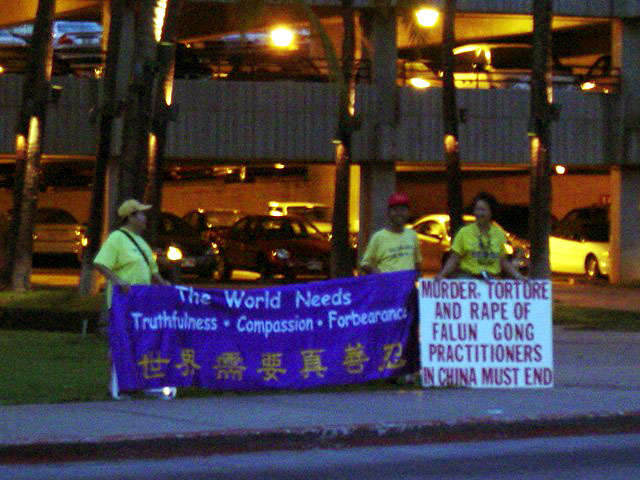 The World Needs
Truthfulness • Compassion • Forbearance
世界需要真善忍
MURDER, TORTURE
AND RAPE OF
FALUN GONG
PRACTITIONERS
IN CHINA MUST END